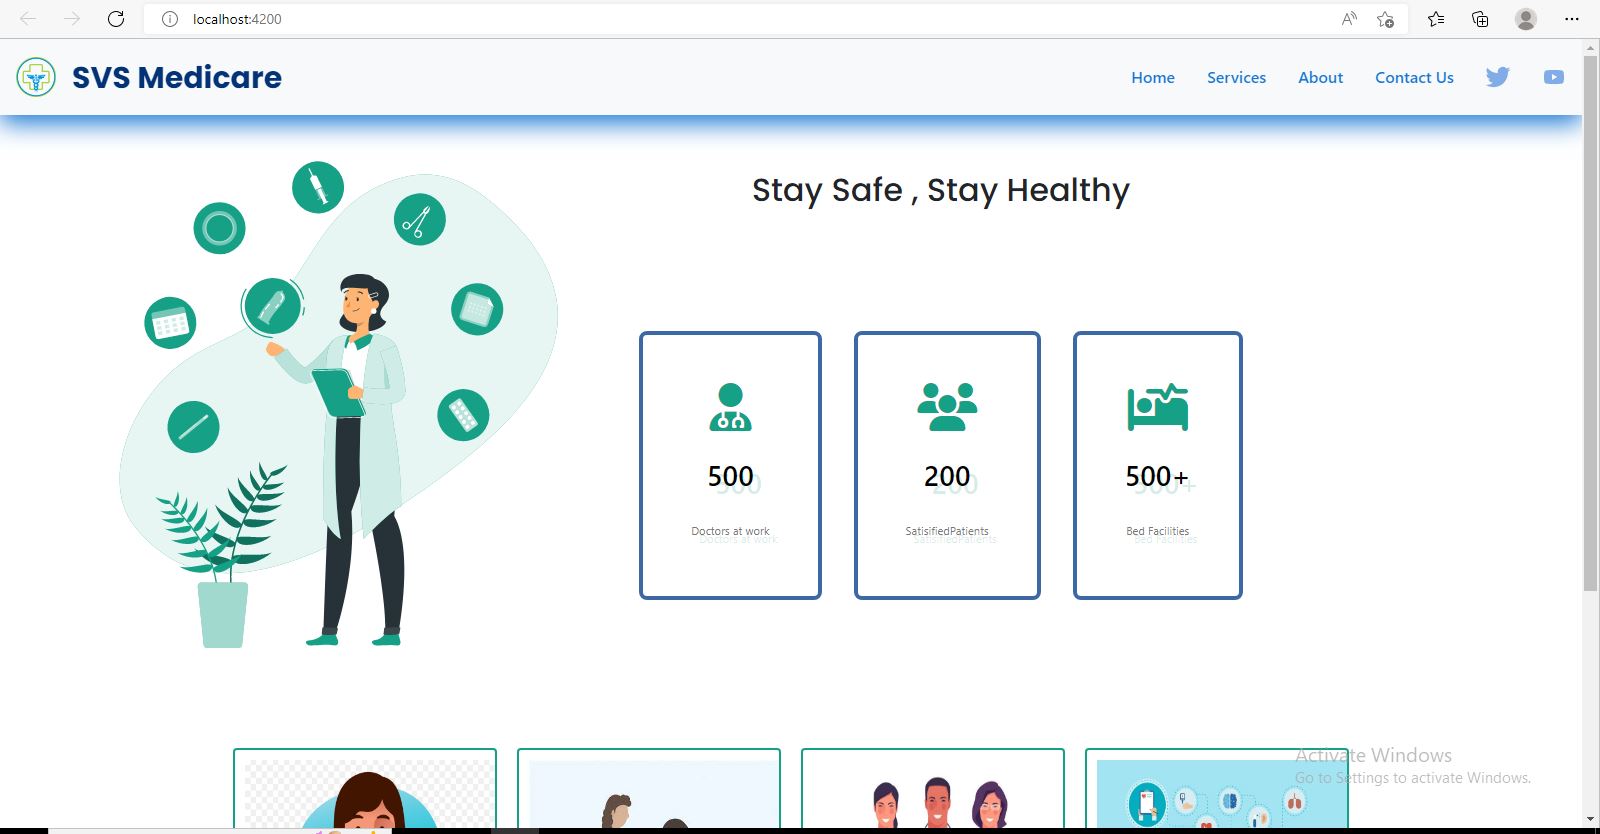 localhost:4200
SVS Medicare
Home Services About Contact Us
Stay Safe , Stay Healthy
500
Doctors at work
200
SatisifiedPatients
500+
Bed Facilities
Activate Windows
Go to Settings to activate Windows.